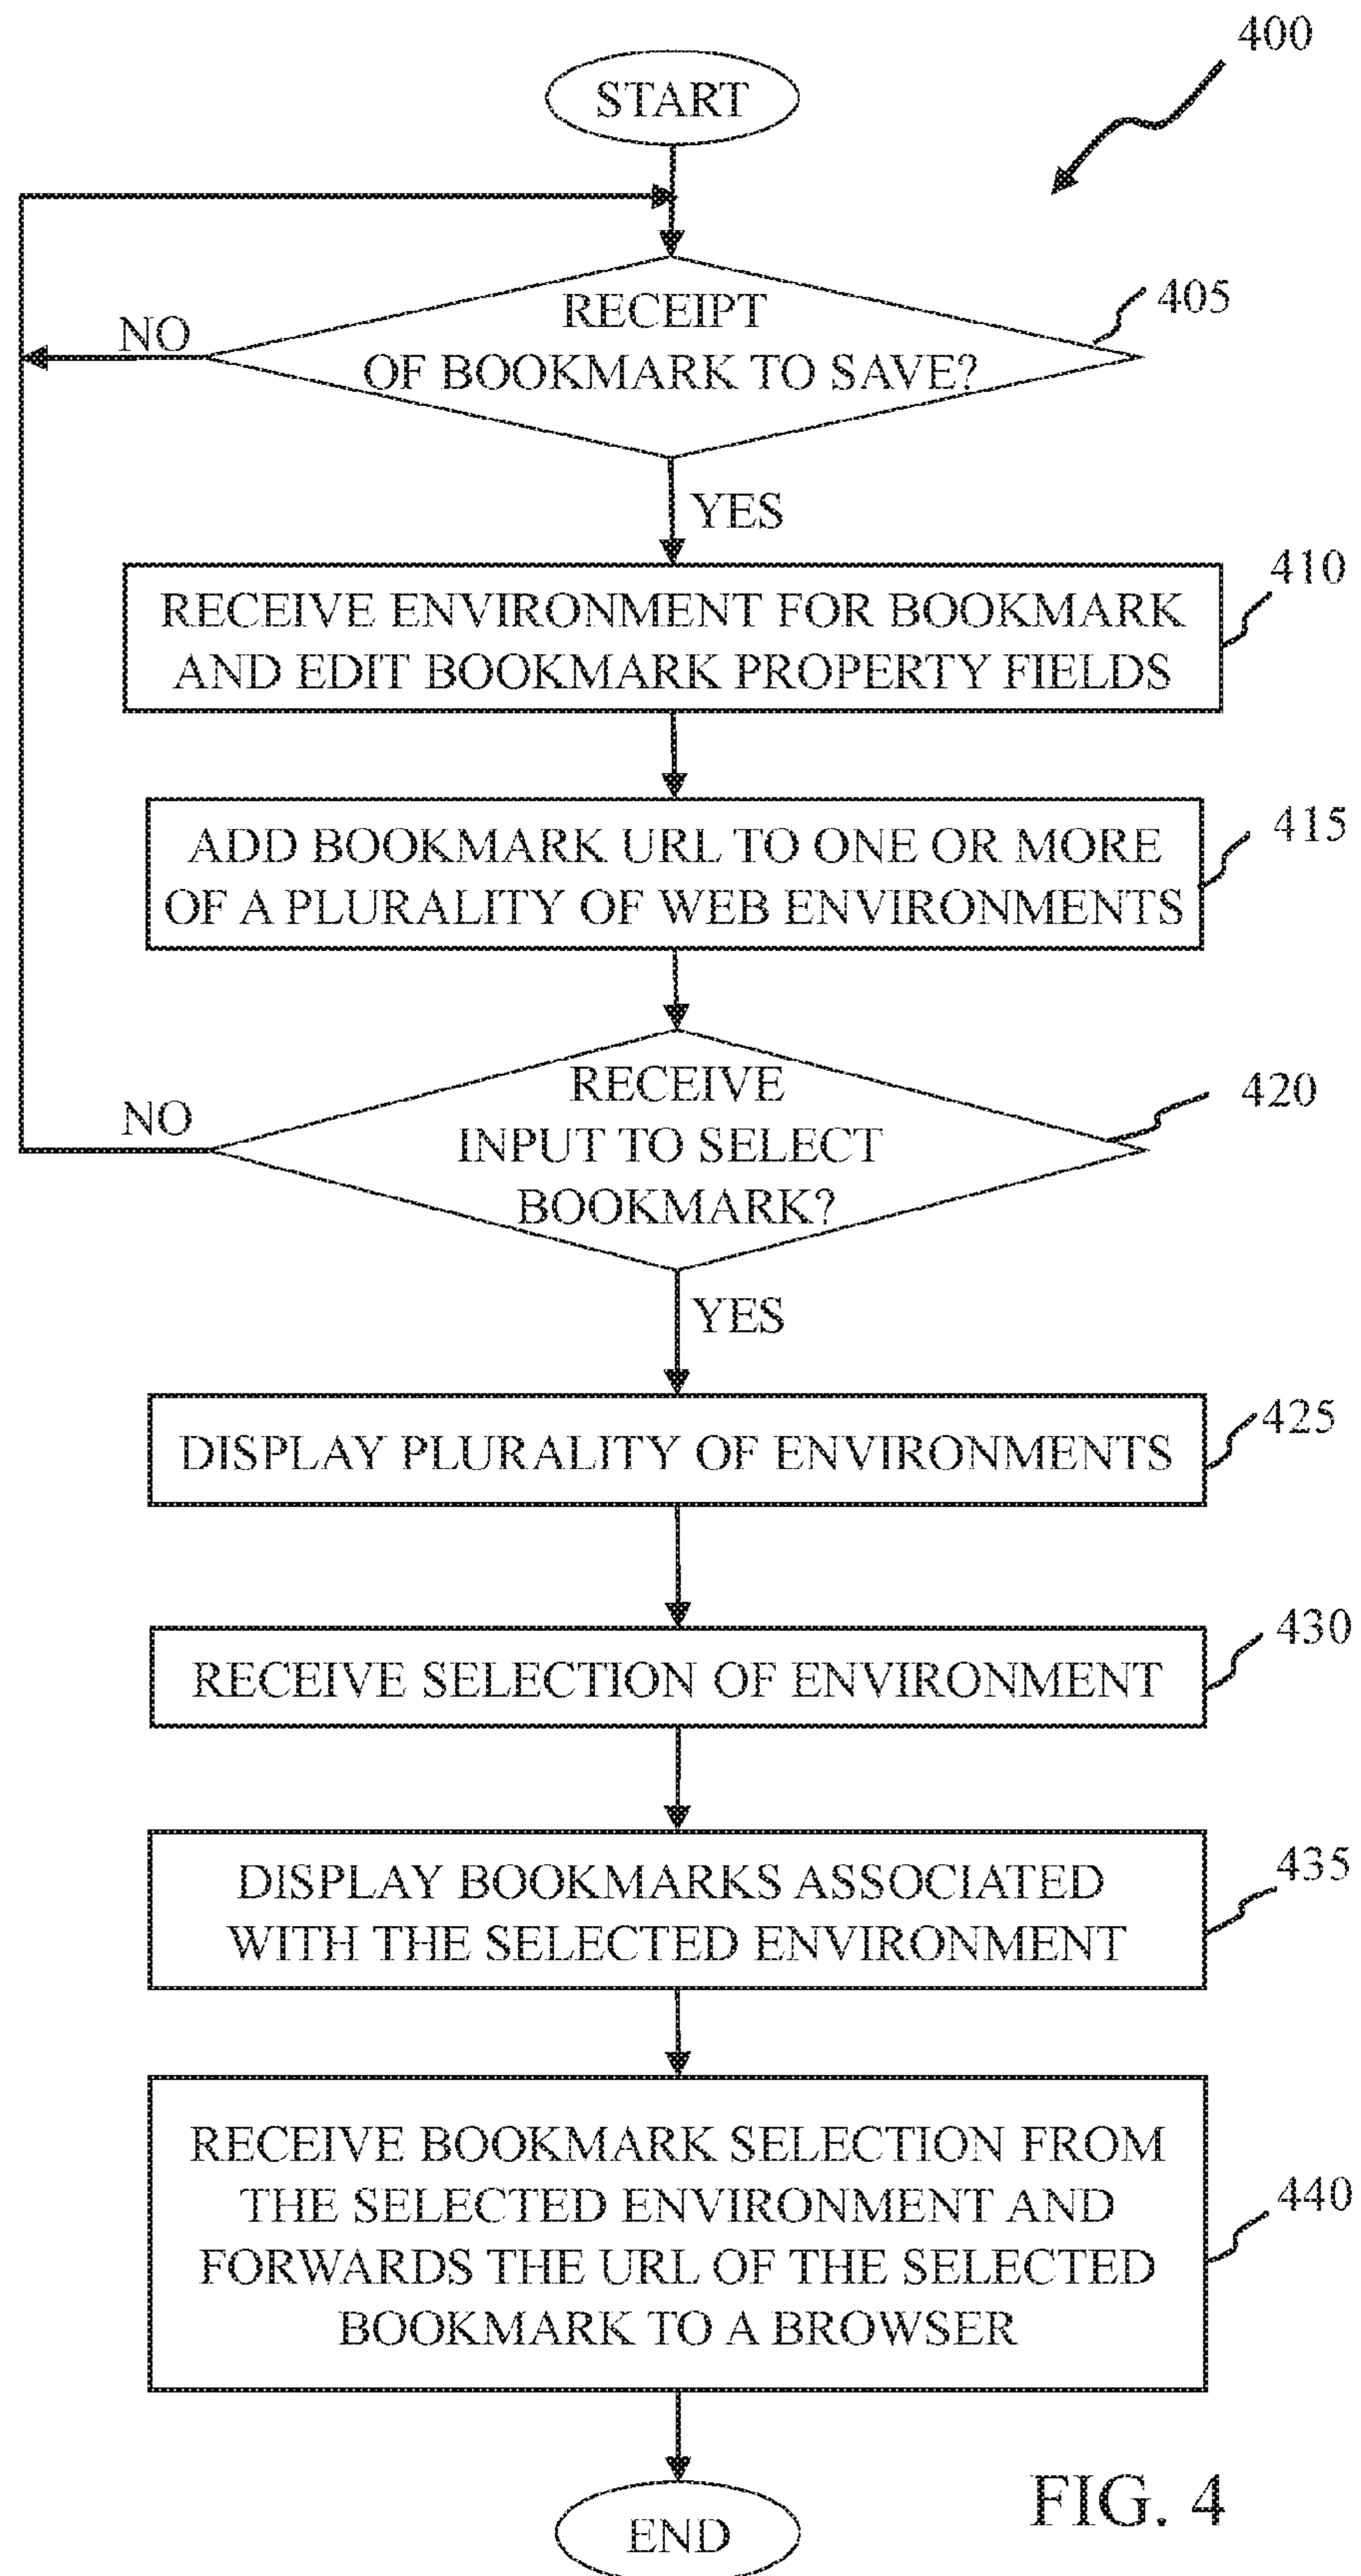 400
START
RECEIPT
OF BOOKMARK TO SAVE?
405
NO
YES
410
RECEIVE ENVIRONMENT FOR BOOKMARK
AND EDIT BOOKMARK PROPERTY FIELDS
415
ADD BOOKMARK URL TO ONE OR MORE
OF A PLURALITY OF WEB ENVIRONMENTS
RECEIVE
INPUT TO SELECT
BOOKMARK?
420
NO
YES
425
DISPLAY PLURALITY OF ENVIRONMENTS
430
RECEIVE SELECTION OF ENVIRONMENT
435
DISPLAY BOOKMARKS ASSOCIATED
WITH THE SELECTED ENVIRONMENT
RECEIVE BOOKMARK SELECTION FROM
THE SELECTED ENVIRONMENT AND
FORWARDS THE URL OF THE SELECTED
BOOKMARK TO A BROWSER
440
END
FIG. 4